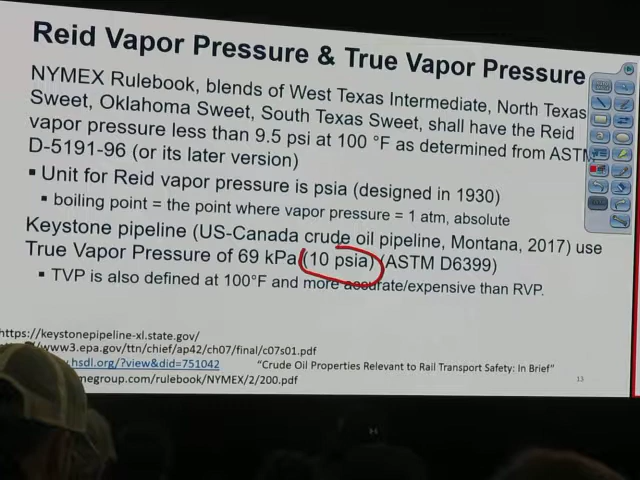 Reid Vapor Pressure & True Vapor Pressure
NYMEX Rulebook, blends of West Texas Intermediate, North Texas
Sweet, Oklahoma Sweet, South Texas Sweet, shall have the Reid
vapor pressure less than 9.5 psi at 100 °F as determined from ASTM
D-5191-96 (or its later version)
▪ Unit for Reid vapor pressure is psia (designed in 1930)
▪ boiling point = the point where vapor pressure = 1 atm, absolute
Keystone pipeline (US-Canada crude oil pipeline, Montana, 2017) use
True Vapor Pressure of 69 kPa (10 psia) (ASTM D6399)
▪ TVP is also defined at 100°F and more accurate/expensive than RVP.
https://keystonepipeline-xl.state.gov/
www3.epa.gov/ttn/chief/ap42/ch07/final/c07s01.pdf
www.hsdl.org/?view&did=751042 "Crude Oil Properties Relevant to Rail Transport Safety: In Brief"
megroup.com/rulebook/NYMEX/2/200.pdf
13